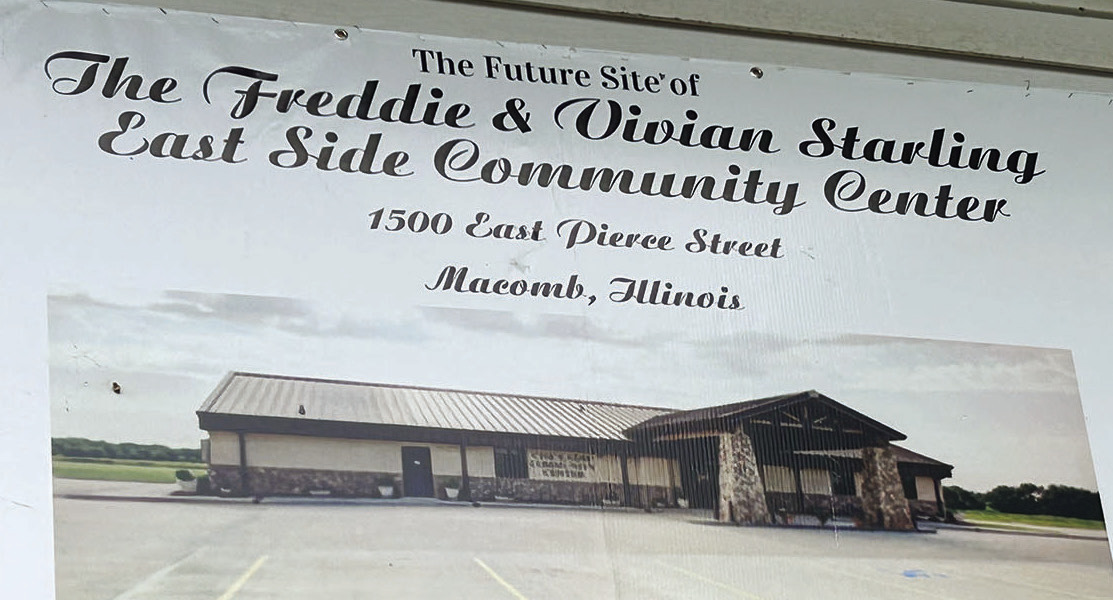 The Future Site of
The Freddie & Vivian Starling
East Side Community Center
1500 East Pierce Street
Macomb, Illinois